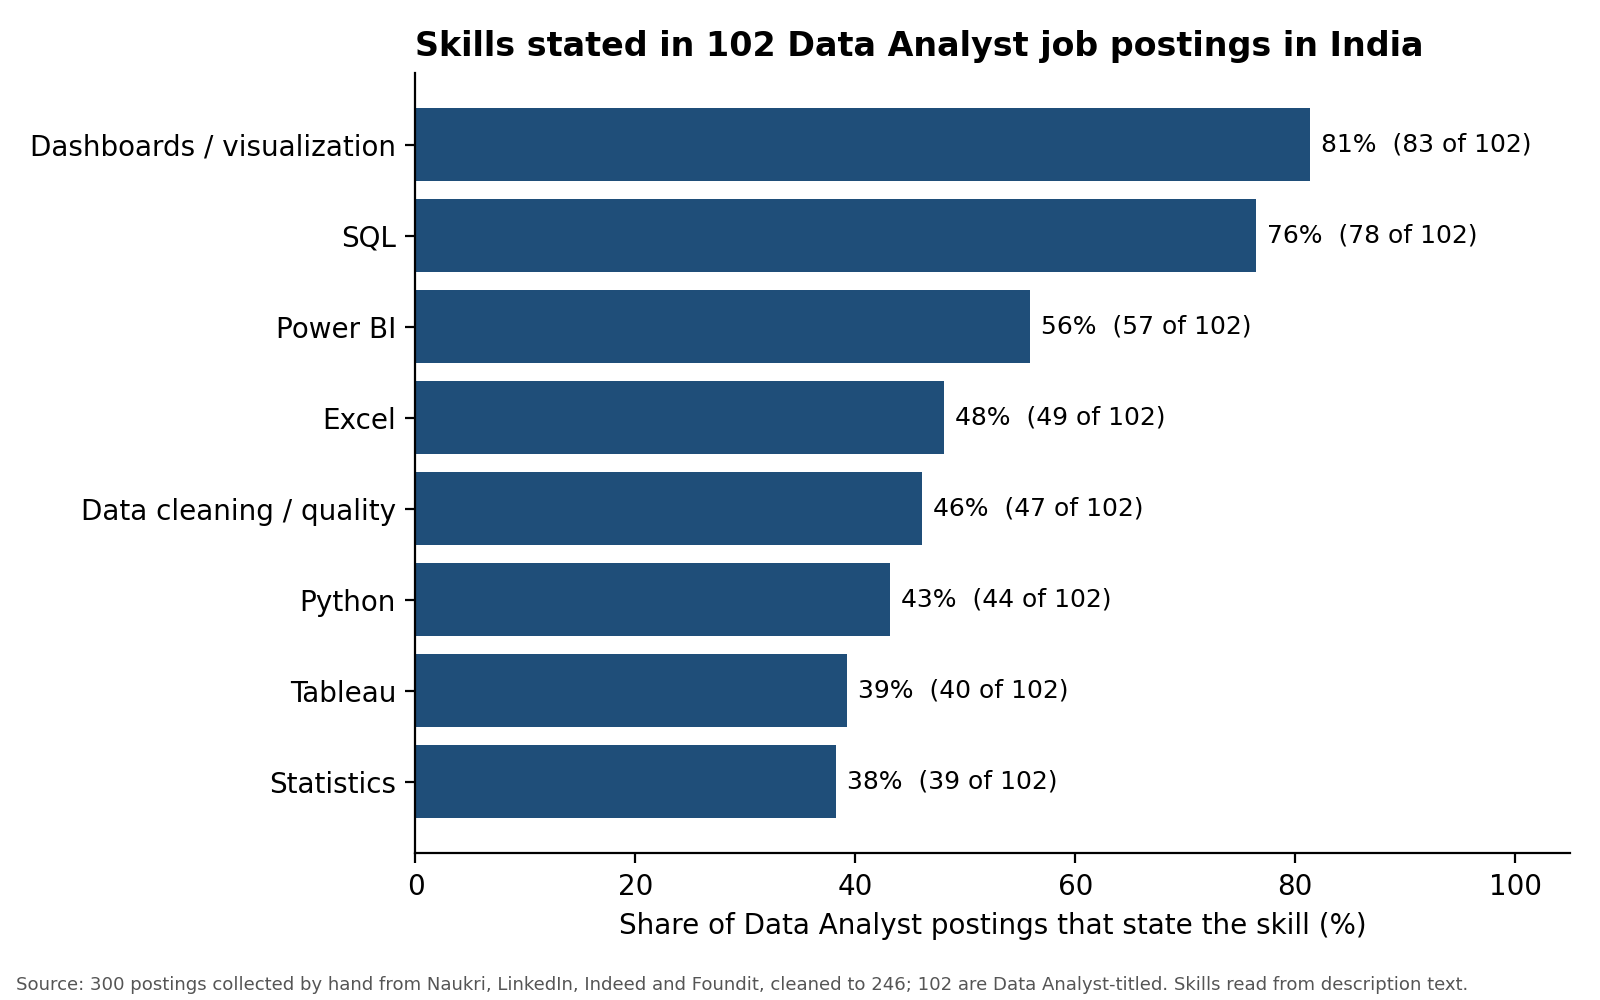 Skills stated in 102 Data Analyst job postings in India
Dashboards / visualization 81% (83 of 102)
SQL 76% (78 of 102)
Power BI 56% (57 of 102)
Excel 48% (49 of 102)
Data cleaning / quality 46% (47 of 102)
Python 43% (44 of 102)
Tableau 39% (40 of 102)
Statistics 38% (39 of 102)
0 20 40 60 80 100
Share of Data Analyst postings that state the skill (%)
Source: 300 postings collected by hand from Naukri, LinkedIn, Indeed and Foundit, cleaned to 246; 102 are Data Analyst-titled. Skills read from description text.